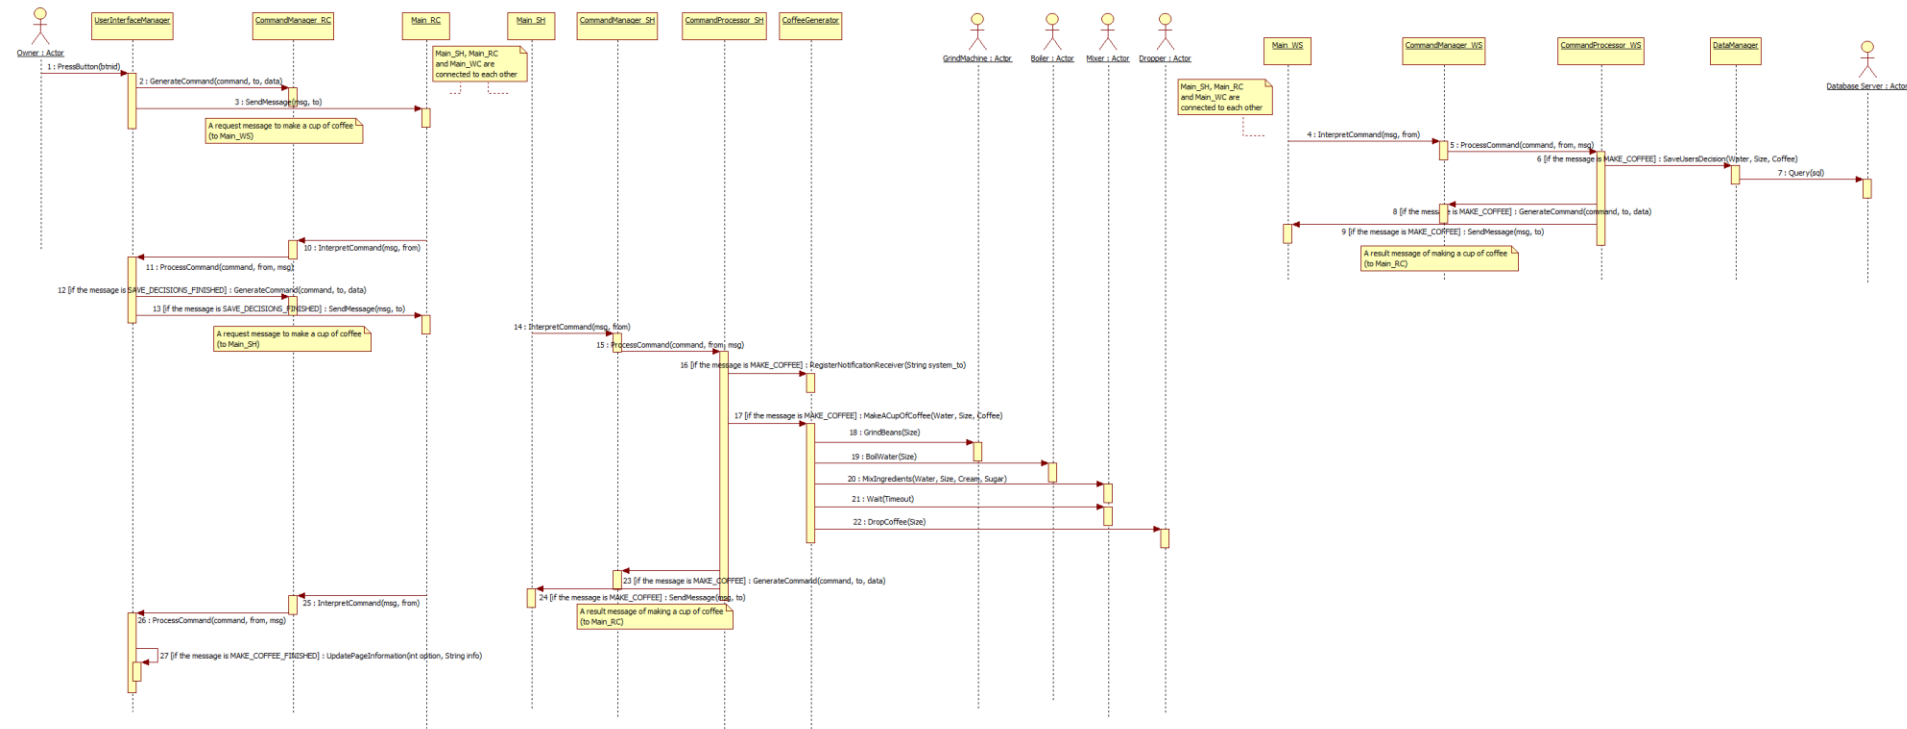 Owner : Actor
UserInterfaceManager
CommandManager_RC
Main_RC
Main_SH
CommandManager_SH
CommandProcessor_SH
CoffeeGenerator
GrindMachine : Actor
Boiler : Actor
Mixer : Actor
Dropper : Actor
Main_WS
CommandManager_WS
CommandProcessor_WS
DataManager
Database Server : Actor
Main_SH, Main_RC
and Main_WC are
connected to each other
Main_SH, Main_RC
and Main_WC are
connected to each other
1 : PressButton(btnid)
2 : GenerateCommand(command, to, data)
3 : SendMessage(msg, to)
A request message to make a cup of coffee
(to Main_WS)
4 : InterpretCommand(msg, from)
5 : ProcessCommand(command, from, msg)
6 [if the message is MAKE_COFFEE] : SaveUsersDecision(Water, Size, Coffee)
7 : Query(sql)
8 [if the message is MAKE_COFFEE] : GenerateCommand(command, to, data)
9 [if the message is MAKE_COFFEE] : SendMessage(msg, to)
A result message of making a cup of coffee
(to Main_RC)
10 : InterpretCommand(msg, from)
11 : ProcessCommand(command, from, msg)
12 [if the message is SAVE_DECISIONS_FINISHED] : GenerateCommand(command, to, data)
13 [if the message is SAVE_DECISIONS_FINISHED] : SendMessage(msg, to)
A request message to make a cup of coffee
(to Main_SH)
14 : InterpretCommand(msg, from)
15 : ProcessCommand(command, from, msg)
16 [if the message is MAKE_COFFEE] : RegisterNotificationReceiver(String system_to)
17 [if the message is MAKE_COFFEE] : MakeACupOfCoffee(Water, Size, Coffee)
18 : GrindBeans(Size)
19 : BoilWater(Size)
20 : MixIngredients(Water, Size, Cream, Sugar)
21 : Wait(Timeout)
22 : DropCoffee(Size)
23 [if the message is MAKE_COFFEE] : GenerateCommand(command, to, data)
24 [if the message is MAKE_COFFEE] : SendMessage(msg, to)
A result message of making a cup of coffee
(to Main_RC)
25 : InterpretCommand(msg, from)
26 : ProcessCommand(command, from, msg)
27 [if the message is MAKE_COFFEE_FINISHED] : UpdatePageInformation(int option, String info)